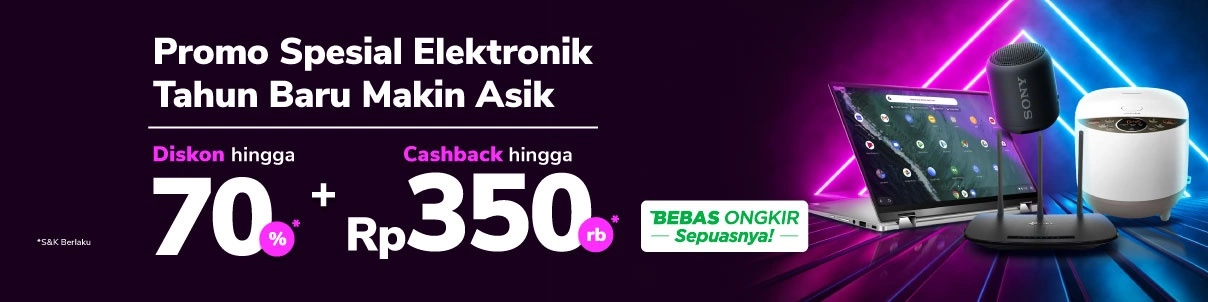 Promo Spesial Elektronik
Tahun Baru Makin Asik
Diskon hingga
70%*
+
Cashback hingga
Rp350rb*
BEBAS ONGKIR
Sepuasnya!
*S&K Berlaku
SONY